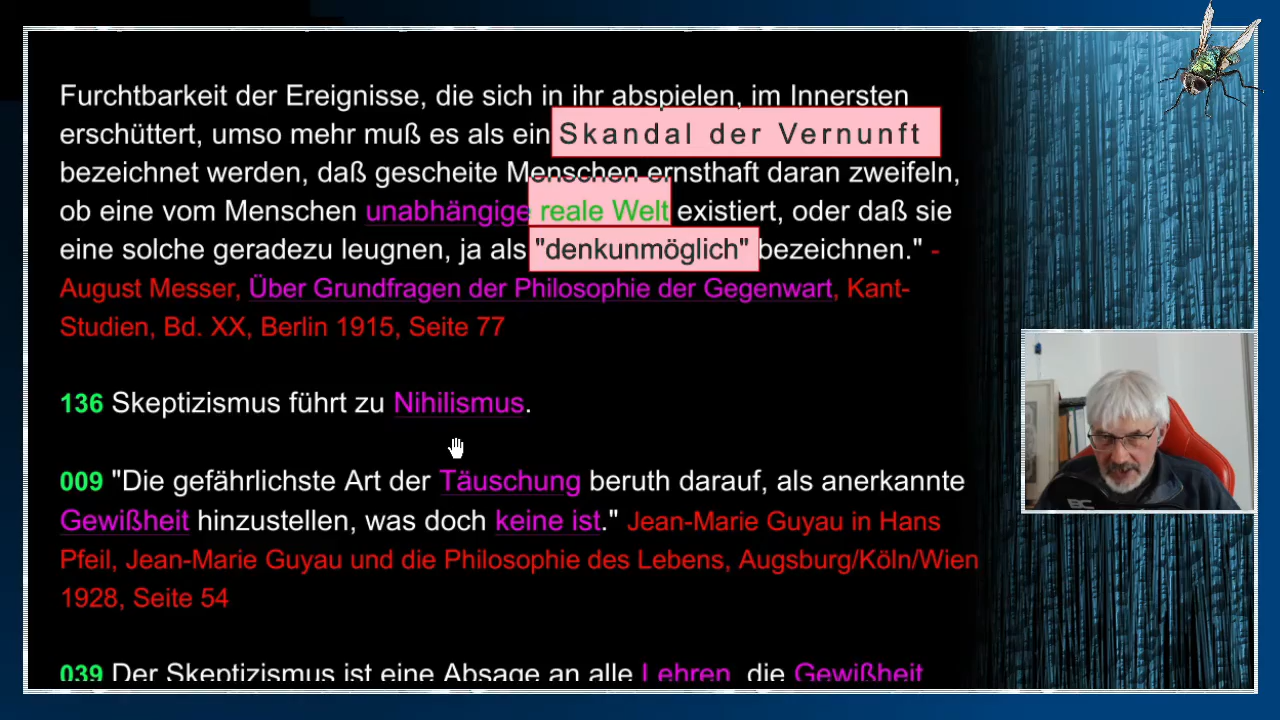 Furchtbarkeit der Ereignisse, die sich in ihr abspielen, im Innersten
erschüttert, umso mehr muß es als ein Skandal der Vernunft
bezeichnet werden, daß gescheite Menschen ernsthaft daran zweifeln,
ob eine vom Menschen unabhängige reale Welt existiert, oder daß sie
eine solche geradezu leugnen, ja als "denkunmöglich" bezeichnen." -
August Messer, Über Grundfragen der Philosophie der Gegenwart, Kant-
Studien, Bd. XX, Berlin 1915, Seite 77
136 Skeptizismus führt zu Nihilismus.
009 "Die gefährlichste Art der Täuschung beruth darauf, als anerkannte
Gewißheit hinzustellen, was doch keine ist." Jean-Marie Guyau in Hans
Pfeil, Jean-Marie Guyau und die Philosophie des Lebens, Augsburg/Köln/Wien
1928, Seite 54
039 Der Skeptizismus ist eine Absage an alle Lehren, die Gewißheit